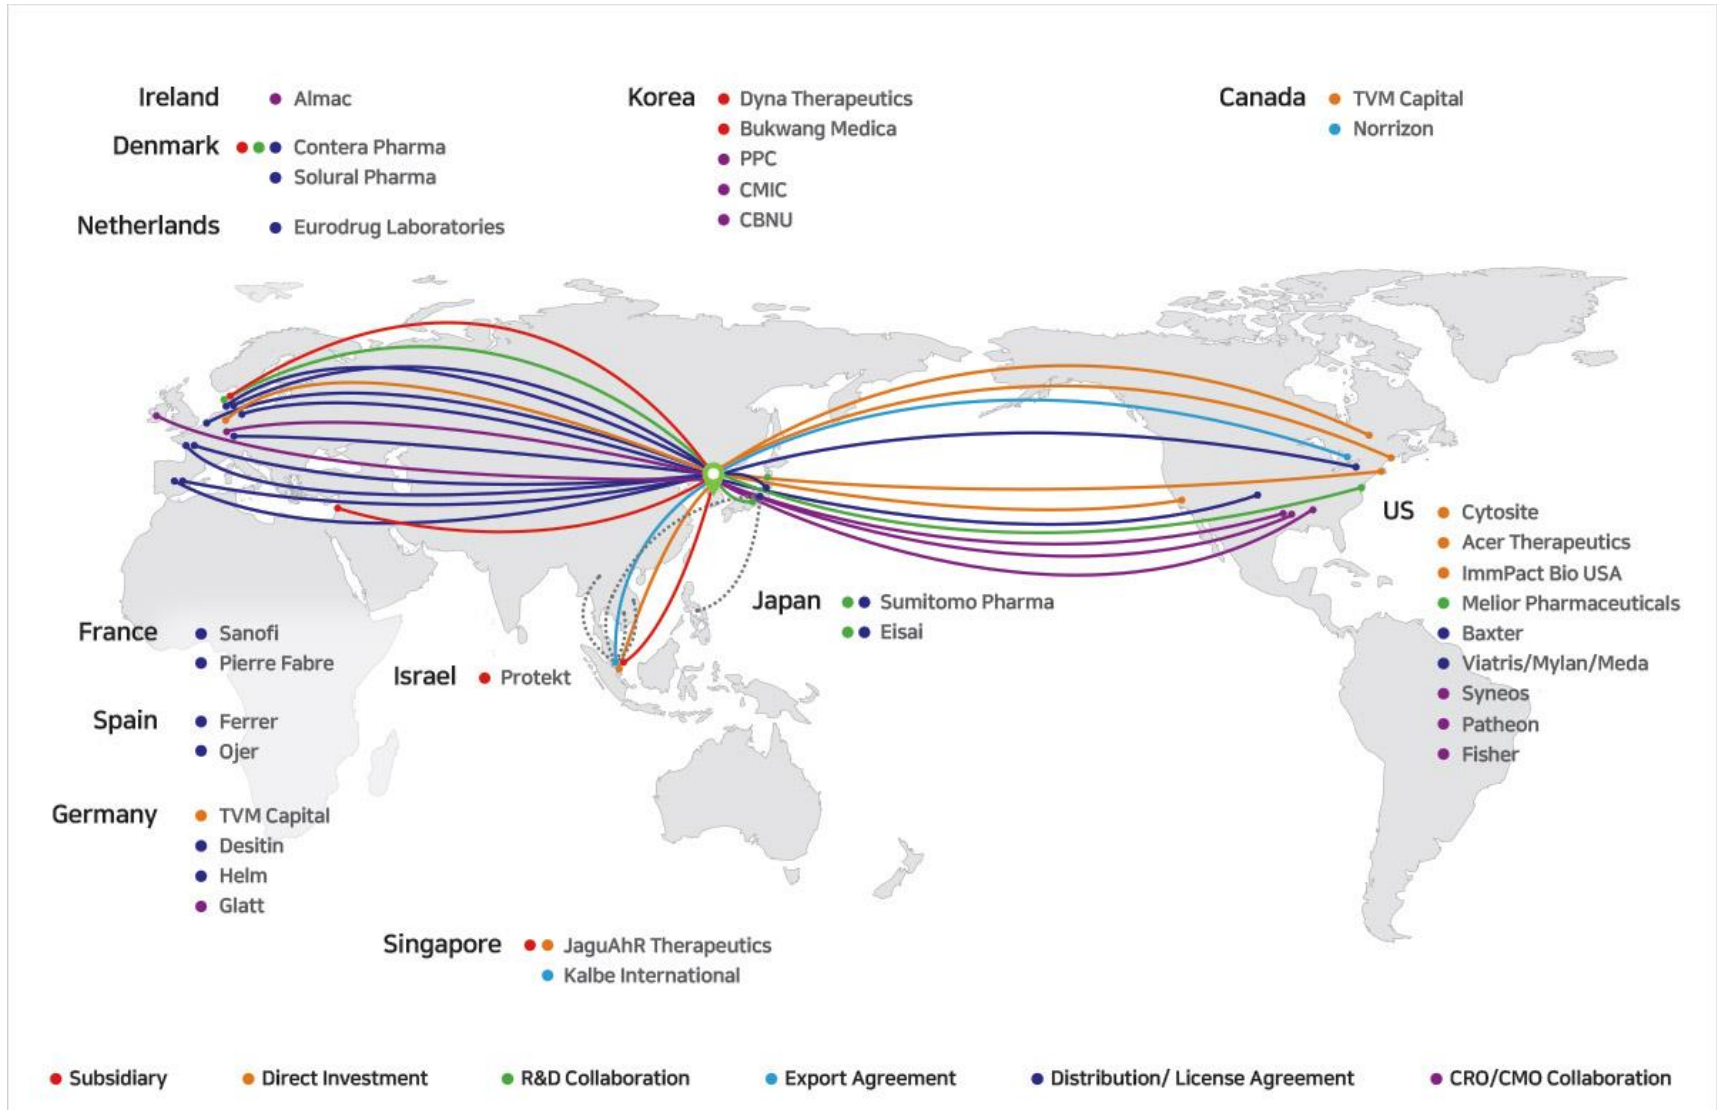 Ireland
Almac
Denmark
Contera Pharma
Solural Pharma
Netherlands
Eurodrug Laboratories
Korea
Dyna Therapeutics
Bukwang Medica
PPC
CMIC
CBNU
Canada
TVM Capital
Norrizon
US
Cytosite
Acer Therapeutics
ImmPact Bio USA
Melior Pharmaceuticals
Baxter
Viatris/Mylan/Meda
Syneos
Patheon
Fisher
Japan
Sumitomo Pharma
Eisai
France
Sanofi
Pierre Fabre
Israel
Protekt
Spain
Ferrer
Ojer
Germany
TVM Capital
Desitin
Helm
Glatt
Singapore
JaguAhR Therapeutics
Kalbe International
Subsidiary
Direct Investment
R&D Collaboration
Export Agreement
Distribution/ License Agreement
CRO/CMO Collaboration